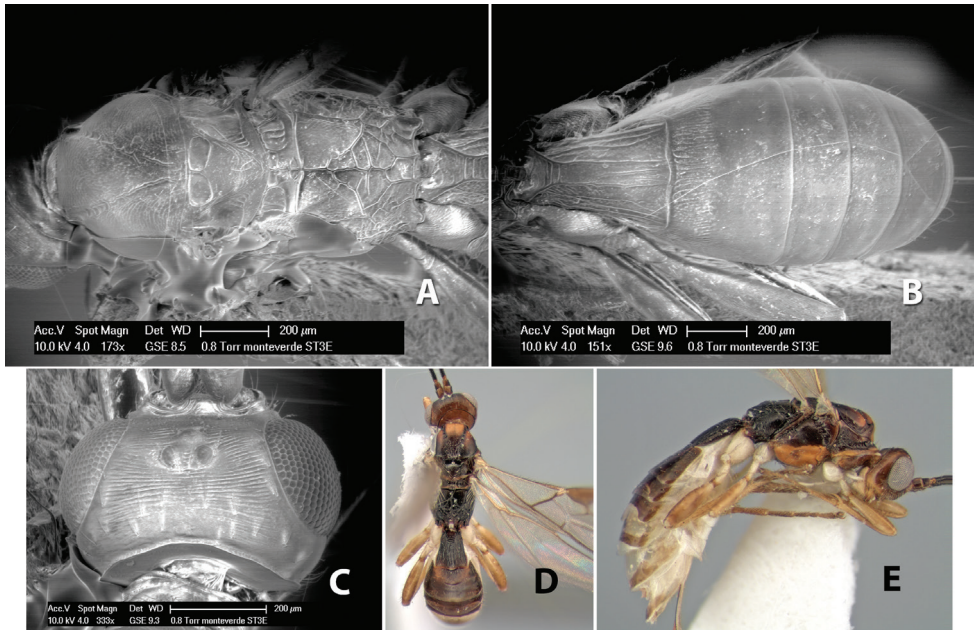 A
Acc.V Spot Magn Det WD 200 µm
10.0 kV 4.0 173x GSE 8.5 0.8 Torr monteverde ST3E
B
Acc.V Spot Magn Det WD 200 µm
10.0 kV 4.0 151x GSE 9.6 0.8 Torr monteverde ST3E
C
Acc.V Spot Magn Det WD 200 µm
10.0 kV 4.0 333x GSE 9.3 0.8 Torr monteverde ST3E
D
E